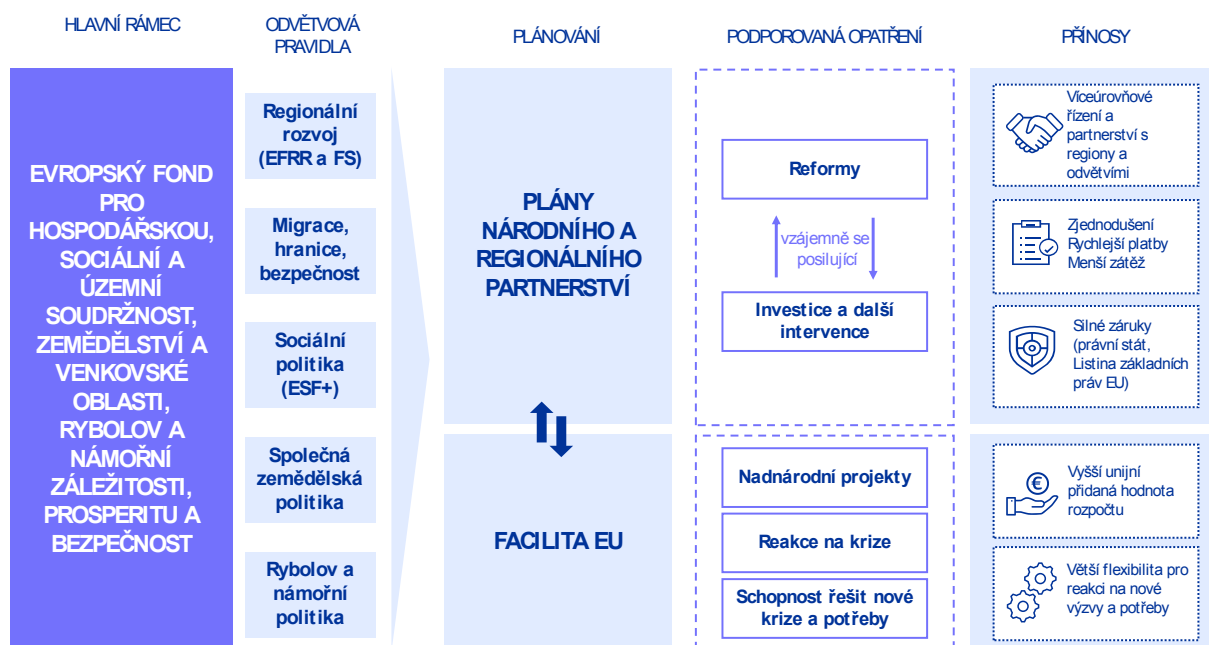 HLAVNÍ RÁMEC
ODVĚTVOVÁ
PRAVIDLA
PLÁNOVÁNÍ
PODPOROVANÁ OPATŘENÍ
PŘÍNOSY
EVROPSKÝ FOND
PRO
HOSPODÁŘSKOU,
SOCIÁLNÍ A
ÚZEMNÍ
SOUDRŽNOST,
ZEMĚDĚLSTVÍ A
VENKOVSKÉ
OBLASTI,
RYBOLOV A
NÁMOŘNÍ
ZÁLEŽITOSTI,
PROSPERITU A
BEZPEČNOST
Regionální
rozvoj
(EFRR a FS)
Migrace,
hranice,
bezpečnost
Sociální
politika
(ESF+)
Společná
zemědělská
politika
Rybolov a
námořní
politika
PLÁNY
NÁRODNÍHO A
REGIONÁLNÍHO
PARTNERSTVÍ
FACILITA EU
Reformy
vzájemně se
posilující
Investice a další
intervence
Nadnárodní projekty
Reakce na krize
Schopnost řešit nové
krize a potřeby
Víceúrovňové
řízení a
partnerství s
regiony a
odvětvími
Zjednodušení
Rychlejší platby
Menší zátěž
Silné záruky
(právní stát,
Listina základních
práv EU)
Vyšší unijní
přidaná hodnota
rozpočtu
Větší flexibilita pro
reakci na nové
výzvy a potřeby